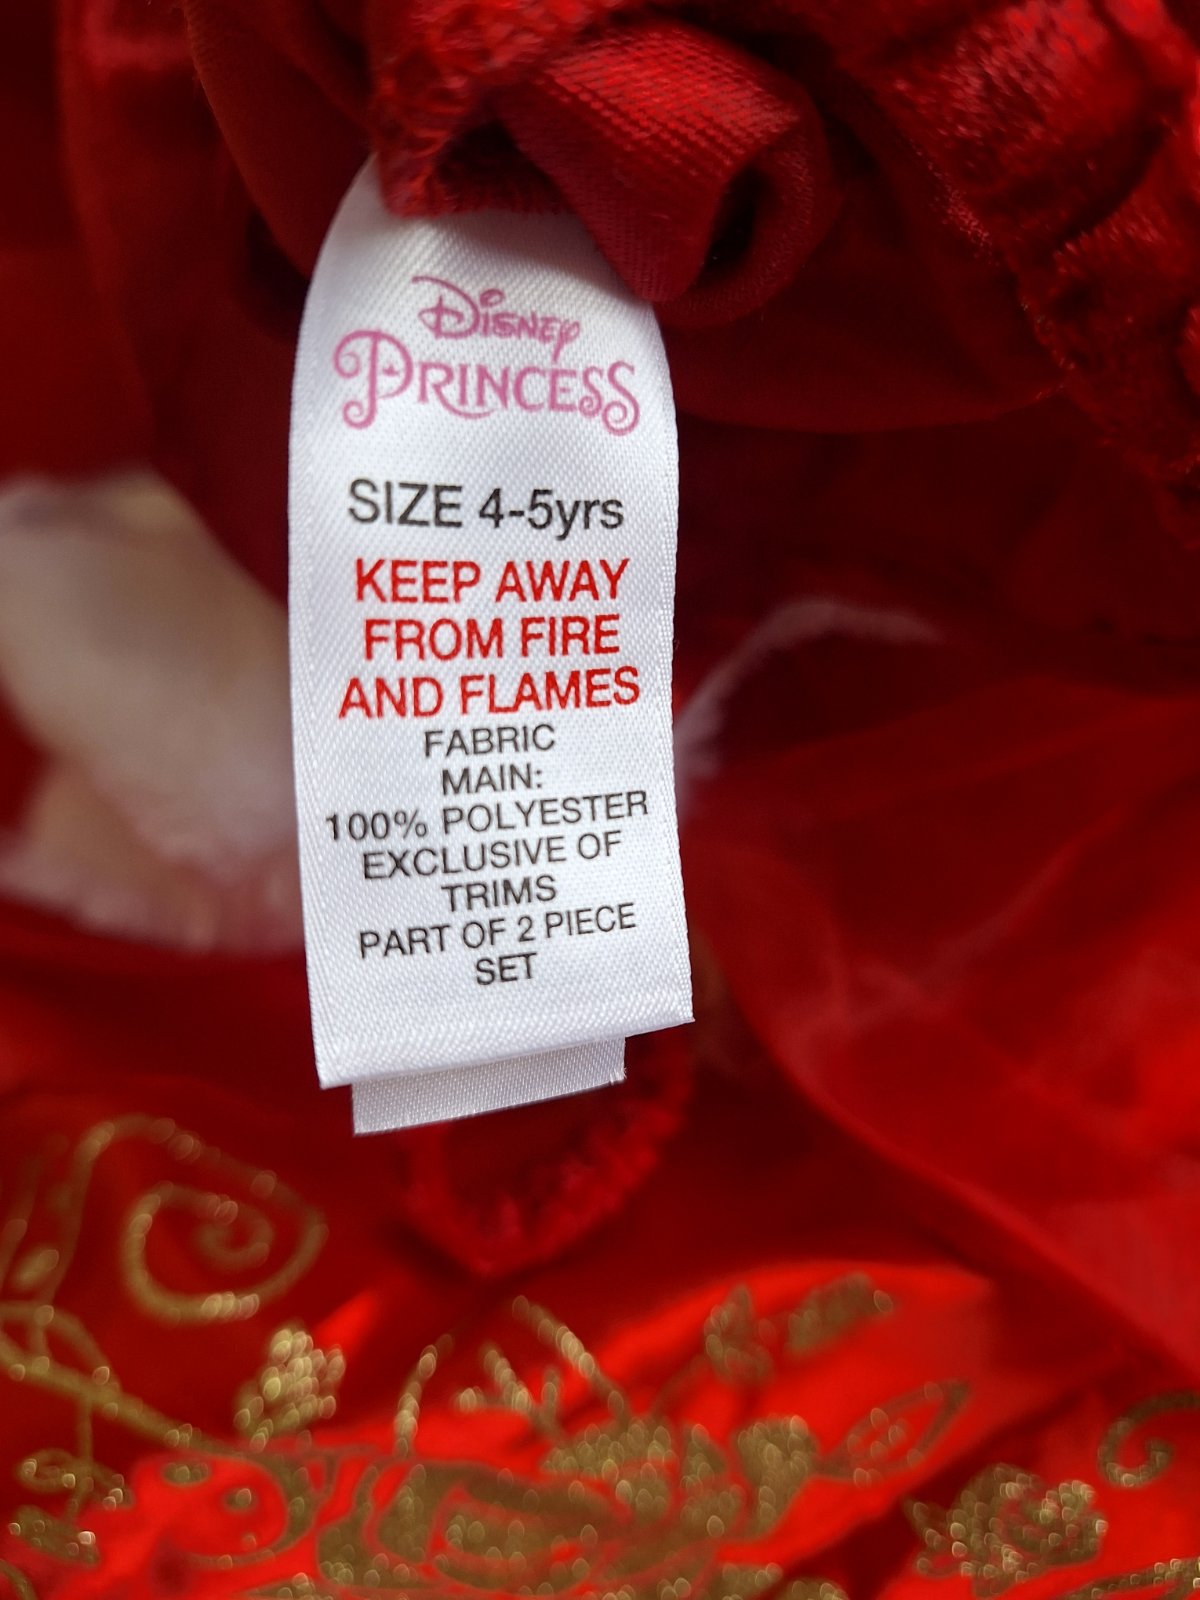 Disney
PRINCESS
SIZE 4-5yrs
KEEP AWAY
FROM FIRE
AND FLAMES
FABRIC
MAIN:
100% POLYESTER
EXCLUSIVE OF
TRIMS
PART OF 2 PIECE
SET